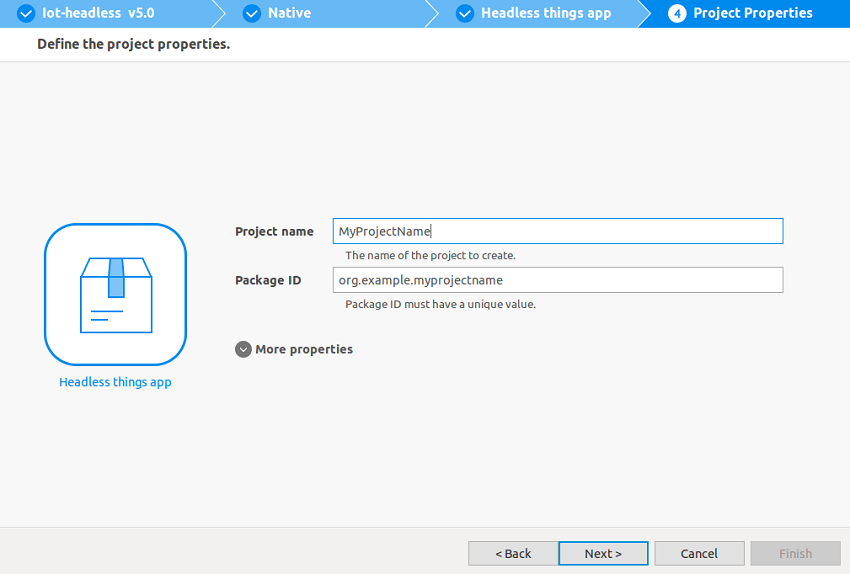 Iot-headless v5.0
Native
Headless things app
4 Project Properties
Define the project properties.
Project name
MyProjectName
The name of the project to create.
Package ID
org.example.myprojectname
Package ID must have a unique value.
More properties
Headless things app
< Back
Next >
Cancel
Finish